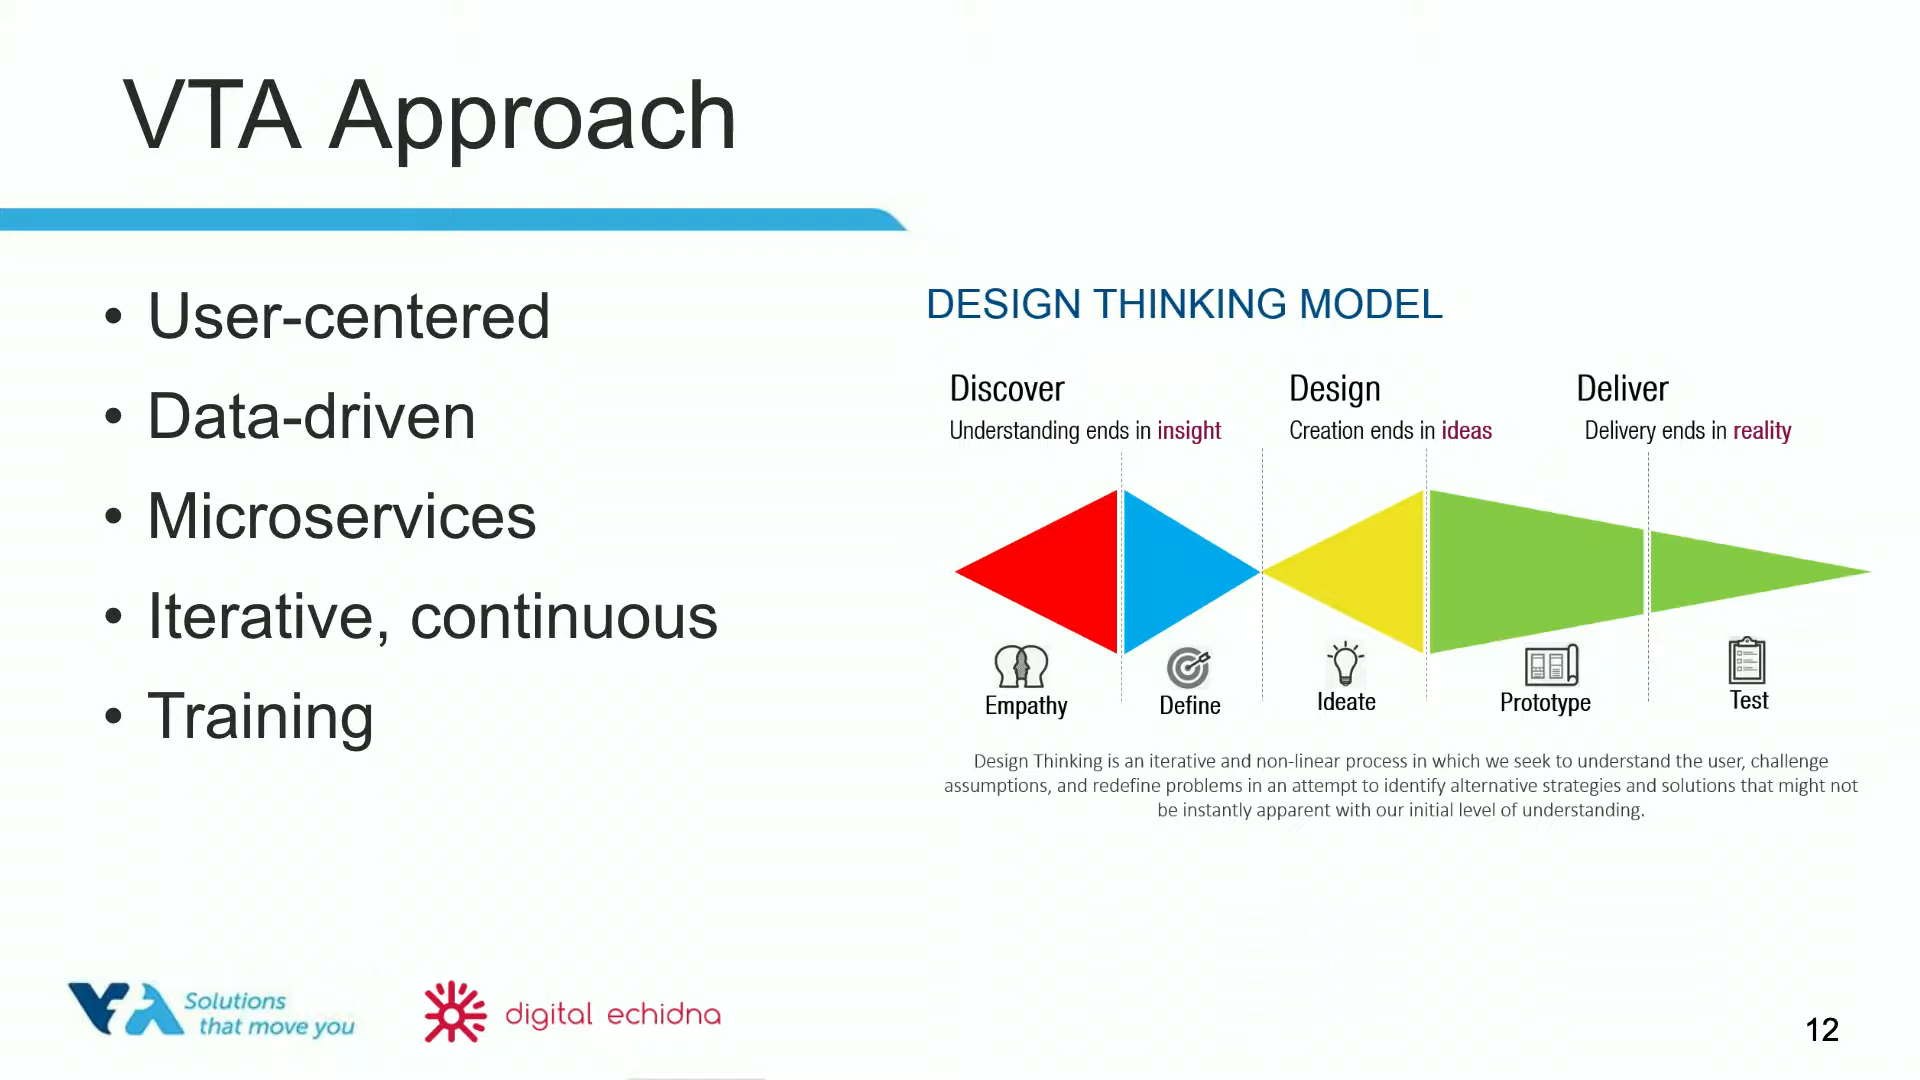 VTA Approach
• User-centered
• Data-driven
• Microservices
• Iterative, continuous
• Training
DESIGN THINKING MODEL
Discover
Understanding ends in insight
Design
Creation ends in ideas
Deliver
Delivery ends in reality
Empathy
Define
Ideate
Prototype
Test
Design Thinking is an iterative and non-linear process in which we seek to understand the user, challenge
assumptions, and redefine problems in an attempt to identify alternative strategies and solutions that might not
be instantly apparent with our initial level of understanding.
VTA Solutions
that move you
digital echidna
12